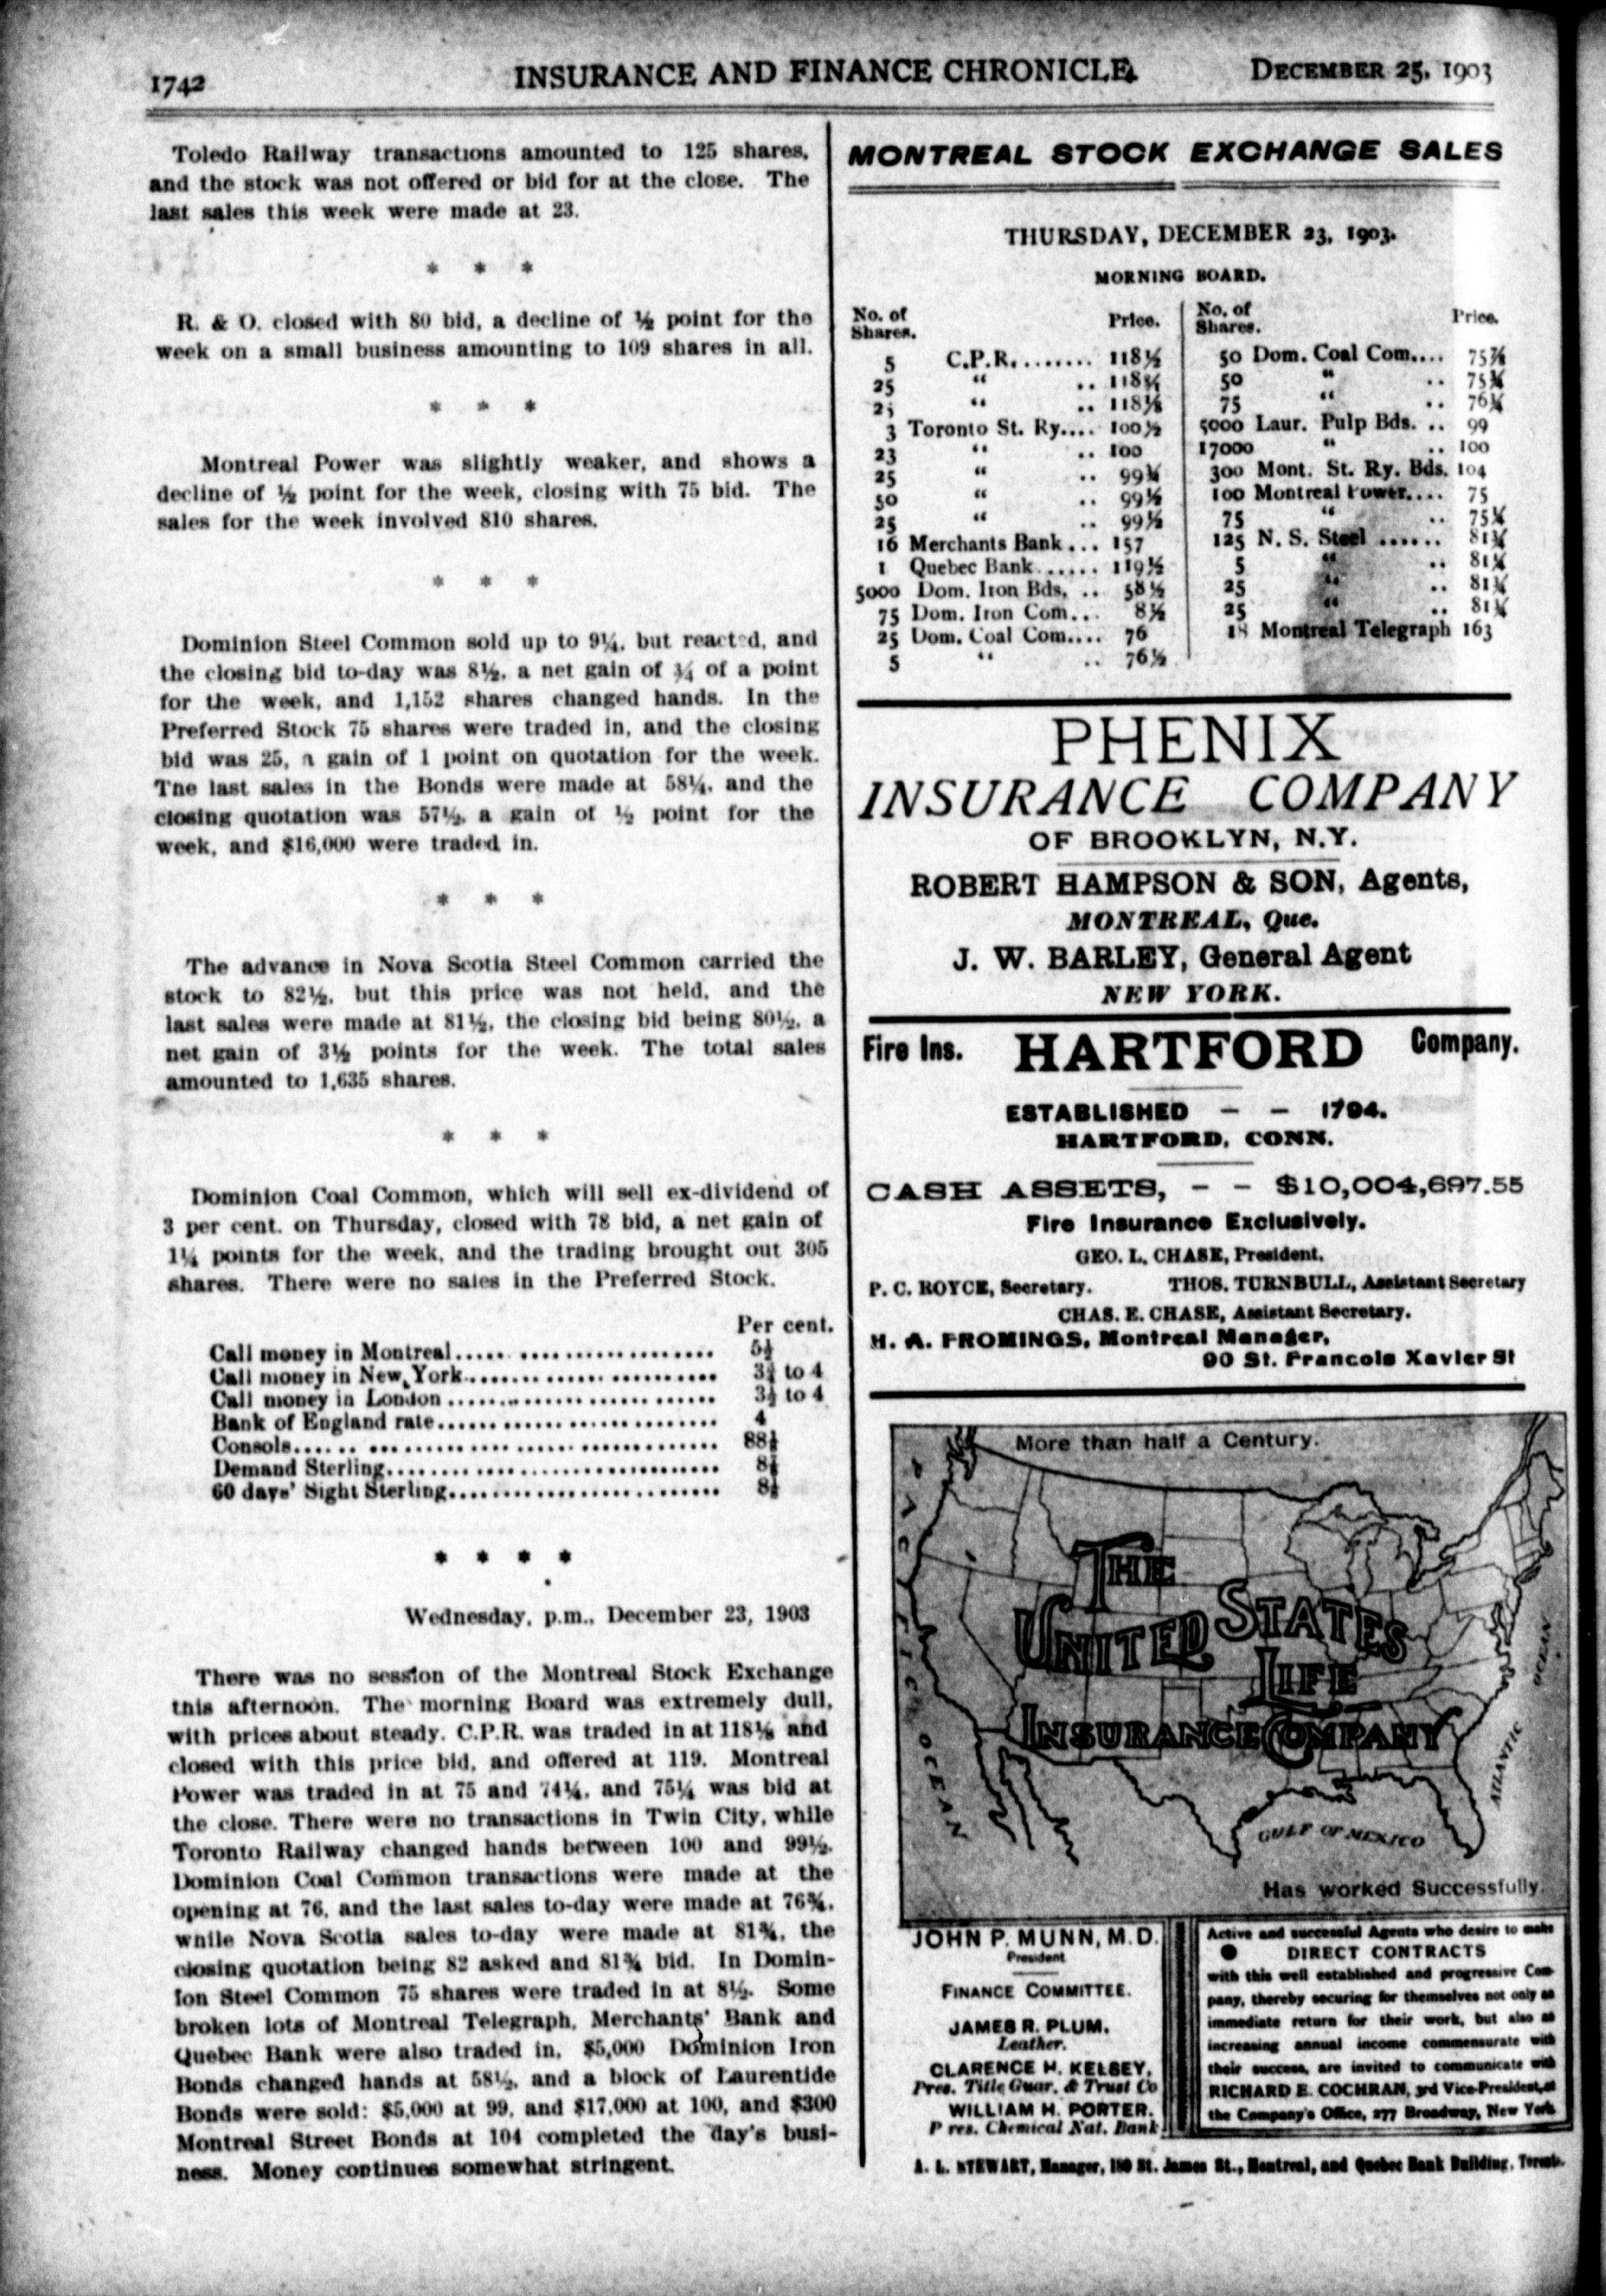 1742 INSURANCE AND FINANCE CHRONICLE. DECEMBER 25, 1903
Toledo Railway transactions amounted to 125 shares,
and the stock was not offered or bid for at the close. The
last sales this week were made at 23.
* * *
R. & O. closed with 80 bid, a decline of ½ point for the
week on a small business amounting to 109 shares in all.
* * *
Montreal Power was slightly weaker, and shows a
decline of ½ point for the week, closing with 75 bid. The
sales for the week involved 810 shares.
* * *
Dominion Steel Common sold up to 9¼, but react d, and
the closing bid to-day was 8½, a net gain of ¾ of a point
for the week, and 1,152 shares changed hands. In the
Preferred Stock 75 shares were traded in, and the closing
bid was 25, a gain of 1 point on quotation for the week.
Tne last sales in the Bonds were made at 58¼, and the
closing quotation was 57½, a gain of ½ point for the
week, and $16,000 were traded in.
* * *
The advance in Nova Scotia Steel Common carried the
stock to 82½, but this price was not held, and the
last sales were made at 81½, the closing bid being 80½, a
net gain of 3½ points for the week. The total sales
amounted to 1,635 shares.
* * *
Dominion Coal Common, which will sell ex-dividend of
3 per cent. on Thursday, closed with 78 bid, a net gain of
1¼ points for the week, and the trading brought out 305
shares. There were no sales in the Preferred Stock.
Per cent.
Call money in Montreal..... 5½
Call money in New York..... to 4
Call money in London..... to 4
Bank of England rate..... 4
Consols.....
Demand Sterling.....
60 days' Sight Sterling.....
* * * *
Wednesday, p.m., December 23, 1903
There was no session of the Montreal Stock Exchange
this afternoon. The morning Board was extremely dull,
with prices about steady. C.P.R. was traded in at 118½ and
closed with this price bid, and offered at 119. Montreal
Power was traded in at 75 and 74¾, and 75¼ was bid at
the close. There were no transactions in Twin City, while
Toronto Railway changed hands between 100 and 99½.
Dominion Coal Common transactions were made at the
opening at 76, and the last sales to-day were made at 76¾,
wnile Nova Scotia sales to-day were made at 81¾, the
closing quotation being 82 asked and 81¾ bid. In Domin-
ion Steel Common 75 shares were traded in at 8½. Some
broken lots of Montreal Telegraph, Merchants' Bank and
Quebec Bank were also traded in. $5,000 Dominion Iron
Bonds changed hands at 58½, and a block of Laurentide
Bonds were sold: $5,000 at 99, and $17,000 at 100, and $300
Montreal Street Bonds at 104 completed the day's busi-
ness. Money continues somewhat stringent.
MONTREAL STOCK EXCHANGE SALES
THURSDAY, DECEMBER 23, 1903.
MORNING BOARD.
No. of Shares. Price.
5 C.P.R........ 118½
25 “ ..
25 “ ..
3 Toronto St. Ry.... 100½
23 “ .. 100
25 “ ..
50 “ ..
25 “ .. 99½
16 Merchants Bank... 157
1 Quebec Bank...... 119½
5000 Dom. Iron Bds. .. 58½
75 Dom. Iron Com... 8½
25 Dom. Coal Com.... 76
5 “ .. 76½
No. of Shares. Price.
50 Dom. Coal Com....
50 “ ..
75 “ ..
5000 Laur. Pulp Bds. .. 99
17000 “ .. 100
300 Mont. St. Ry. Bds. 104
100 Montreal Power.... 75
75 “ ..
125 N. S. Steel ......
5 “ ..
25 “ ..
25 “ ..
18 Montreal Telegraph 163
PHENIX
INSURANCE COMPANY
OF BROOKLYN, N.Y.
ROBERT HAMPSON & SON, Agents,
MONTREAL, Que.
J. W. BARLEY, General Agent
NEW YORK.
Fire Ins. HARTFORD Company.
ESTABLISHED - - 1794.
HARTFORD, CONN.
CASH ASSETS, - - $10,004,697.55
Fire Insurance Exclusively.
GEO. L. CHASE, President.
P. C. ROYCE, Secretary. THOS. TURNBULL, Assistant Secretary
CHAS. E. CHASE, Assistant Secretary.
H. A. FROMINGS, Montreal Manager,
90 St. Francois Xavier St
More than half a Century.
THE
UNITED STATES
LIFE
INSURANCE COMPANY
PACIFIC OCEAN
ATLANTIC OCEAN
GULF OF MEXICO
Has worked Successfully.
JOHN P. MUNN, M.D.
President
FINANCE COMMITTEE.
JAMES R. PLUM,
Leather.
CLARENCE H. KELSEY,
Pres. Title Guar. & Trust Co
WILLIAM H. PORTER.
Pres. Chemical Nat. Bank
Active and successful Agents who desire to make
DIRECT CONTRACTS
with this well established and progressive Com-
pany, thereby securing for themselves not only an
immediate return for their work, but also an
increasing annual income commensurate with
their success, are invited to communicate with
RICHARD E. COCHRAN, 3rd Vice-President, at
the Company's Office, 277 Broadway, New York
A. L. STEWART, Manager, 180 St. James St., Montreal, and Quebec Bank Building, Toronto.